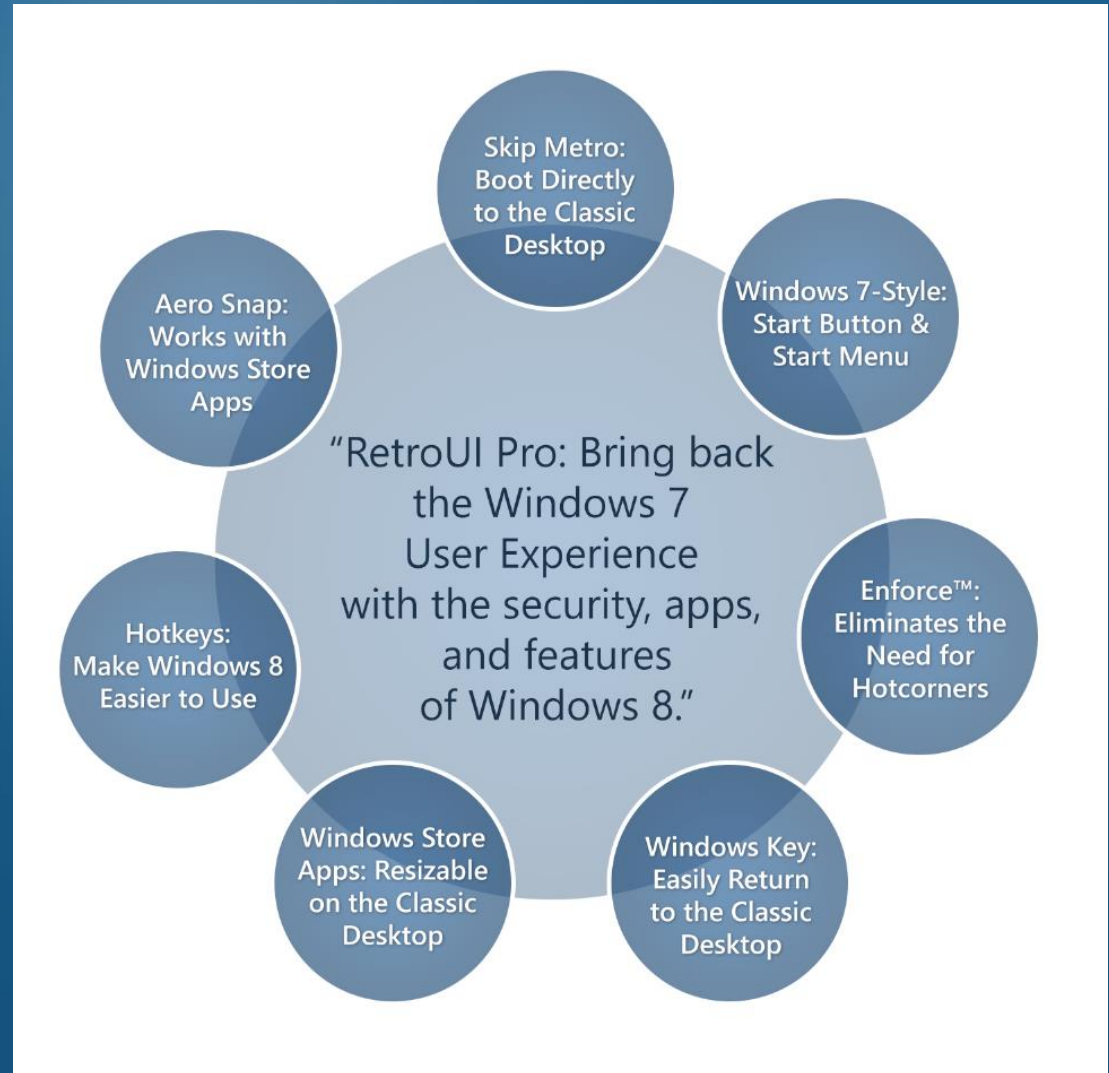 Skip Metro:
Boot Directly
to the Classic
Desktop
Windows 7-Style:
Start Button &
Start Menu
Enforce™:
Eliminates the
Need for
Hotcorners
Windows Key:
Easily Return
to the Classic
Desktop
Windows Store
Apps: Resizable
on the Classic
Desktop
Hotkeys:
Make Windows 8
Easier to Use
Aero Snap:
Works with
Windows Store
Apps
“RetroUI Pro: Bring back
the Windows 7
User Experience
with the security, apps,
and features
of Windows 8.”